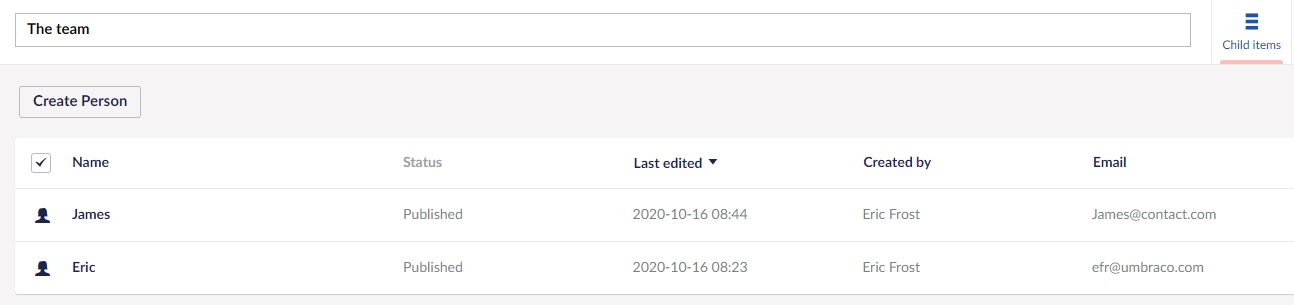 The team
Child items
Create Person
Name Status Last edited Created by Email
James Published 2020-10-16 08:44 Eric Frost James@contact.com
Eric Published 2020-10-16 08:23 Eric Frost efr@umbraco.com